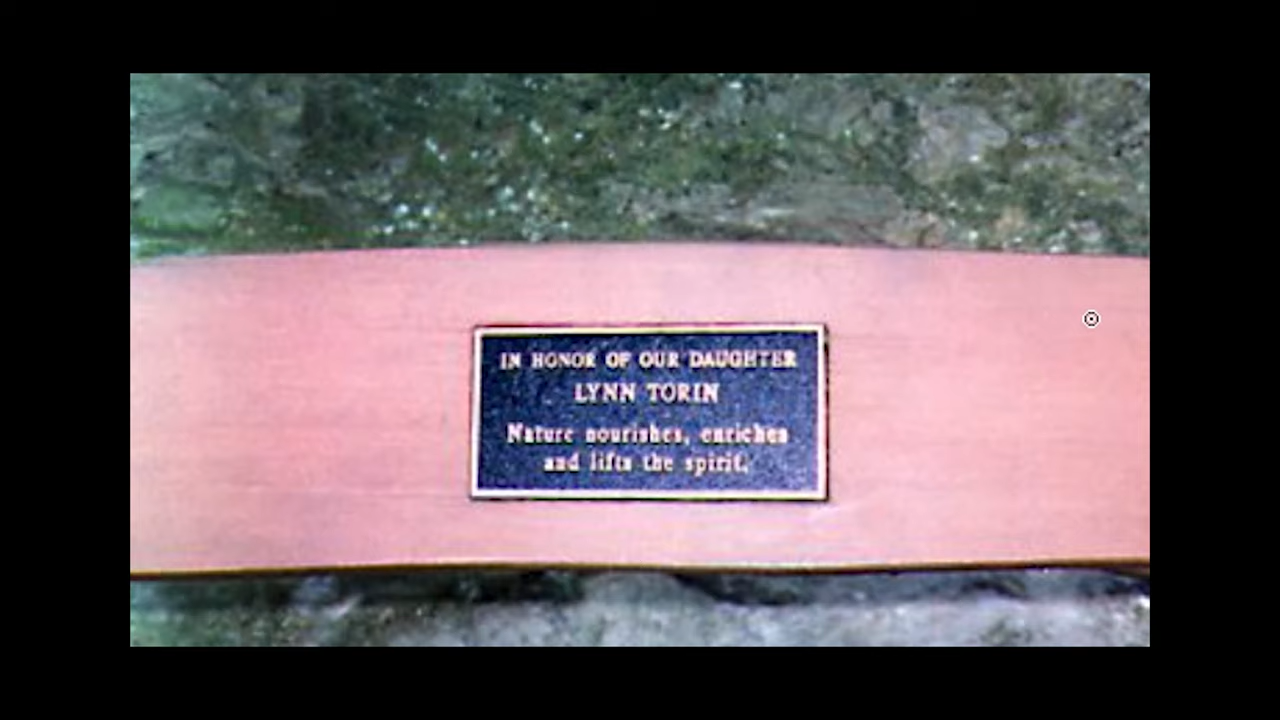 IN HONOR OF OUR DAUGHTER
LYNN TORIN
Nature nourishes, enriches
and lifts the spirit.